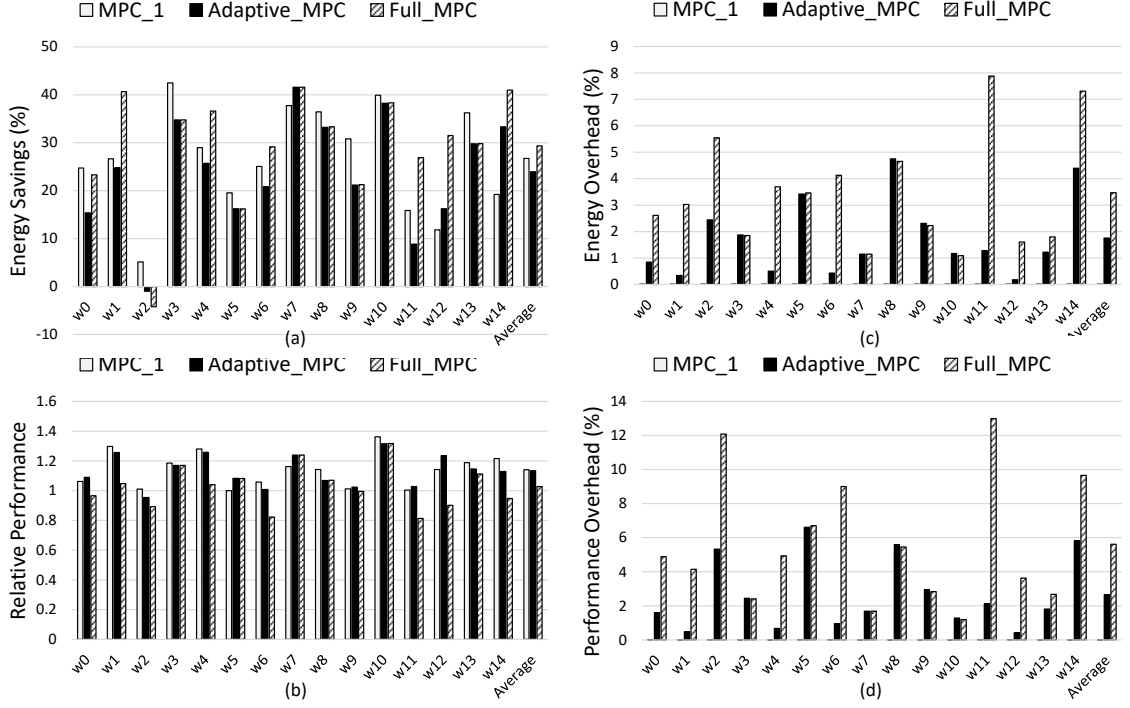 MPC_1 Adaptive_MPC Full_MPC
50
40
30
20
10
0
-10
Energy Savings (%)
w0 w1 w2 w3 w4 w5 w6 w7 w8 w9 w10 w11 w12 w13 w14 Average
(a)
MPC_1 Adaptive_MPC Full_MPC
9
8
7
6
5
4
3
2
1
0
Energy Overhead (%)
w0 w1 w2 w3 w4 w5 w6 w7 w8 w9 w10 w11 w12 w13 w14 Average
(c)
MPC_1 Adaptive_MPC Full_MPC
1.6
1.4
1.2
1
0.8
0.6
0.4
0.2
0
Relative Performance
w0 w1 w2 w3 w4 w5 w6 w7 w8 w9 w10 w11 w12 w13 w14 Average
(b)
MPC_1 Adaptive_MPC Full_MPC
14
12
10
8
6
4
2
0
Performance Overhead (%)
w0 w1 w2 w3 w4 w5 w6 w7 w8 w9 w10 w11 w12 w13 w14 Average
(d)